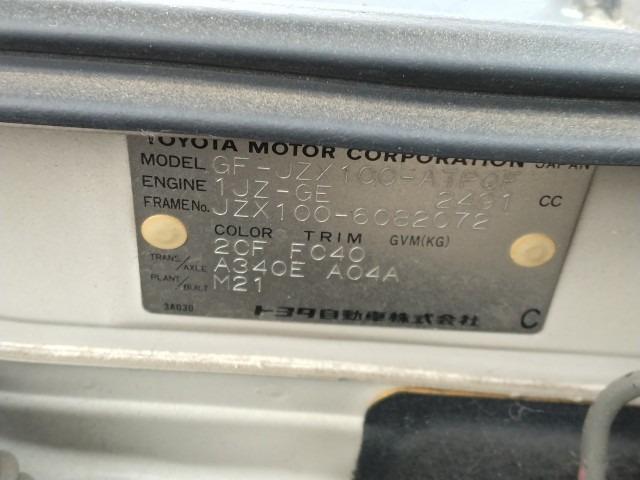 TOYOTA MOTOR CORPORATION JAPAN
MODEL GF-JZX100-ATPQF
ENGINE 1JZ-GE 2491 CC
FRAME No. JZX100-6082072
COLOR TRIM GVM(KG)
2CF FC40
TRANS/AXLE A340E A04A
PLANT/BUILT M21
3A030 トヨタ自動車株式会社 C